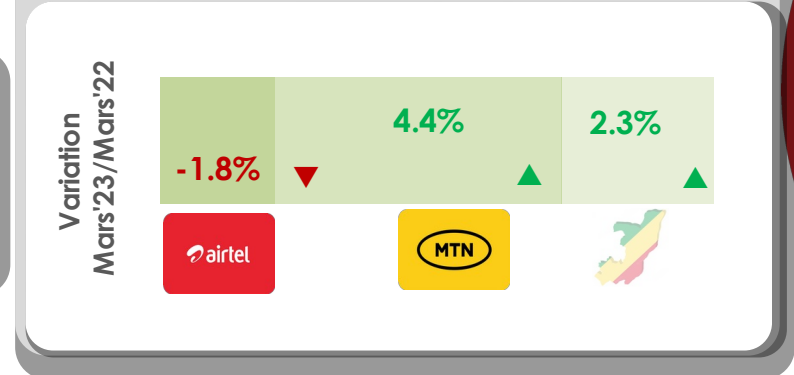 Variation
Mars'23/Mars'22
-1.8%
4.4%
2.3%
airtel
MTN